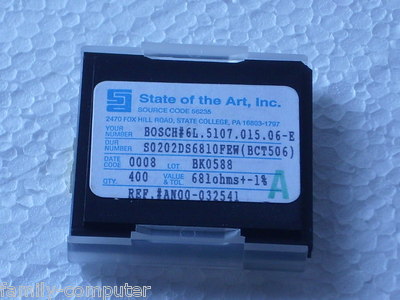 State of the Art, Inc.
SOURCE CODE 56235
2470 FOX HILL ROAD, STATE COLLEGE, PA 16803-1797
YOUR NUMBER BOSCH#6L.5107.015.06-E
OUR NUMBER S0202DS6810FEW(BCT506)
DATE CODE 0008 LOT BK0588
QTY. 400 VALUE & TOL 681ohms+-1%
A
REF.#AN00-032541
family-computer